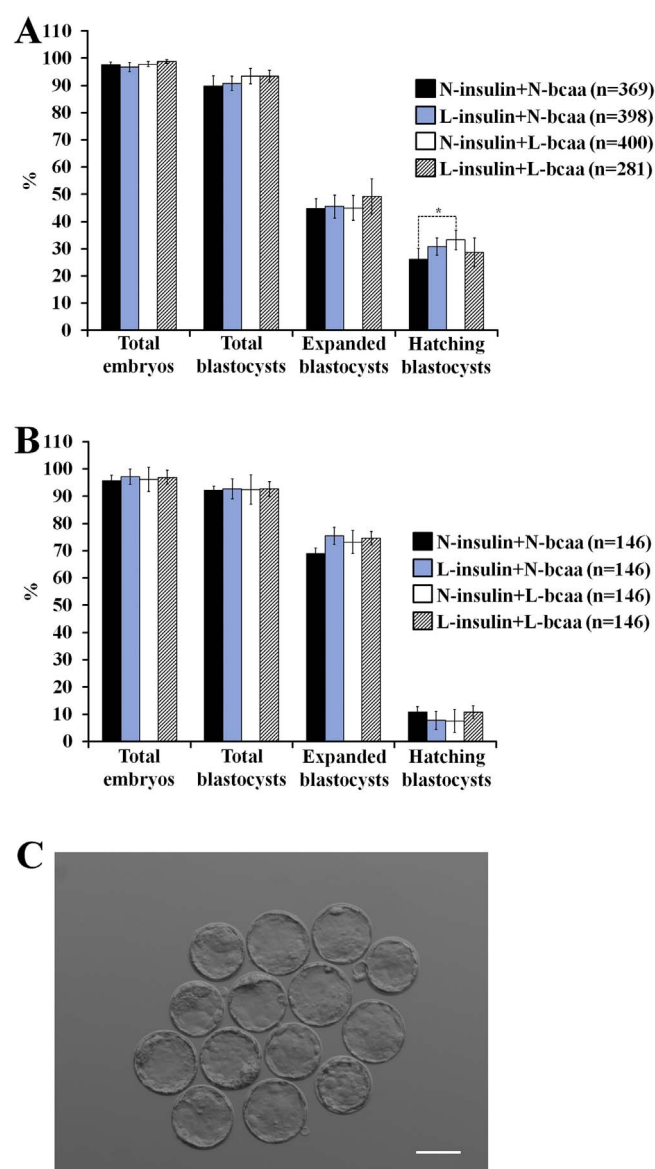 A
110
100
90
80
70
60
50
40
30
20
10
0
%
N-insulin+N-bcaa (n=369)
L-insulin+N-bcaa (n=398)
N-insulin+L-bcaa (n=400)
L-insulin+L-bcaa (n=281)
*
Total embryos
Total blastocysts
Expanded blastocysts
Hatching blastocysts
B
110
100
90
80
70
60
50
40
30
20
10
0
%
N-insulin+N-bcaa (n=146)
L-insulin+N-bcaa (n=146)
N-insulin+L-bcaa (n=146)
L-insulin+L-bcaa (n=146)
Total embryos
Total blastocysts
Expanded blastocysts
Hatching blastocysts
C